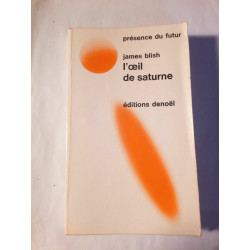 présence du futur
james blish
l'œil
de saturne
éditions denoël